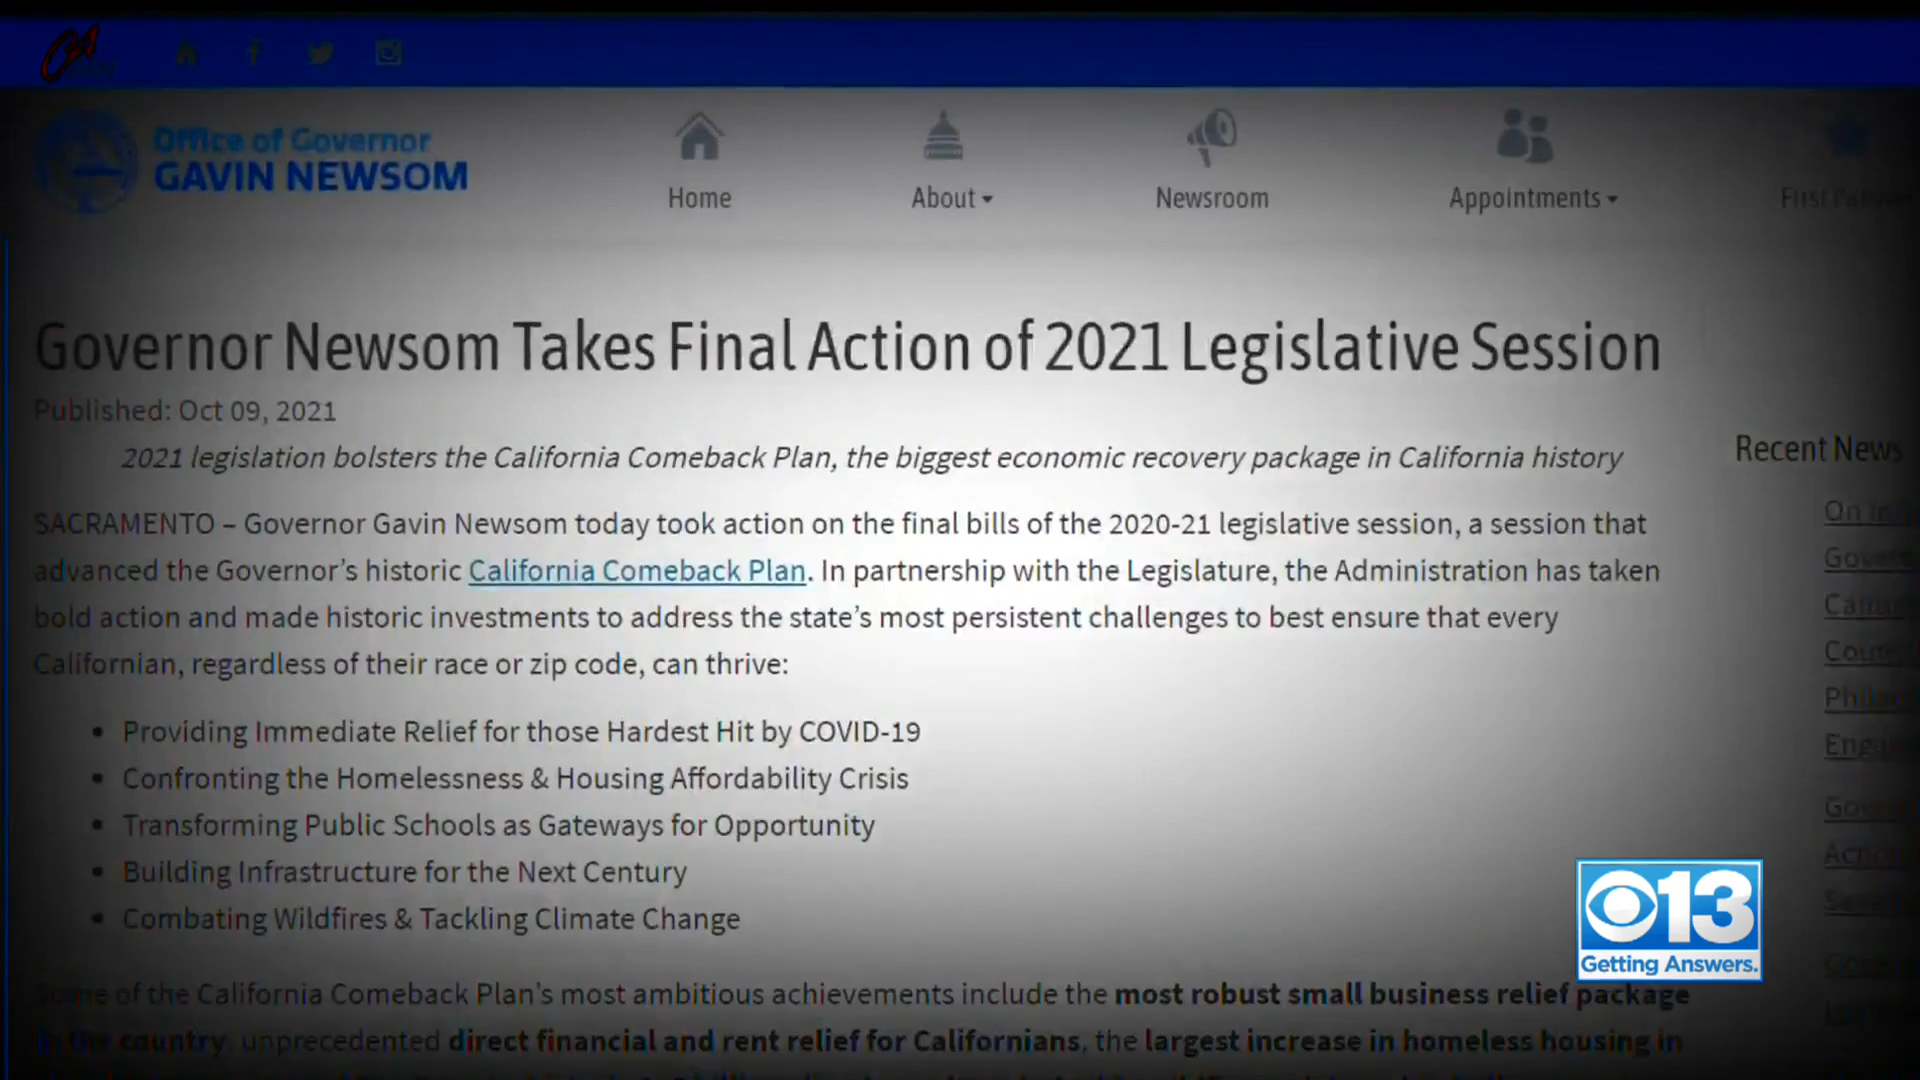 Office of Governor
GAVIN NEWSOM
Home
About
Newsroom
Appointments
First
Governor Newsom Takes Final Action of 2021 Legislative Session
Published: Oct 09, 2021
2021 legislation bolsters the California Comeback Plan, the biggest economic recovery package in California history
Recent News
SACRAMENTO – Governor Gavin Newsom today took action on the final bills of the 2020-21 legislative session, a session that
advanced the Governor’s historic California Comeback Plan. In partnership with the Legislature, the Administration has taken
bold action and made historic investments to address the state’s most persistent challenges to best ensure that every
Californian, regardless of their race or zip code, can thrive:
• Providing Immediate Relief for those Hardest Hit by COVID-19
• Confronting the Homelessness & Housing Affordability Crisis
• Transforming Public Schools as Gateways for Opportunity
• Building Infrastructure for the Next Century
• Combating Wildfires & Tackling Climate Change
13
Getting Answers.
Some of the California Comeback Plan’s most ambitious achievements include the most robust small business relief package
in the country, unprecedented direct financial and rent relief for Californians, the largest increase in homeless housing in